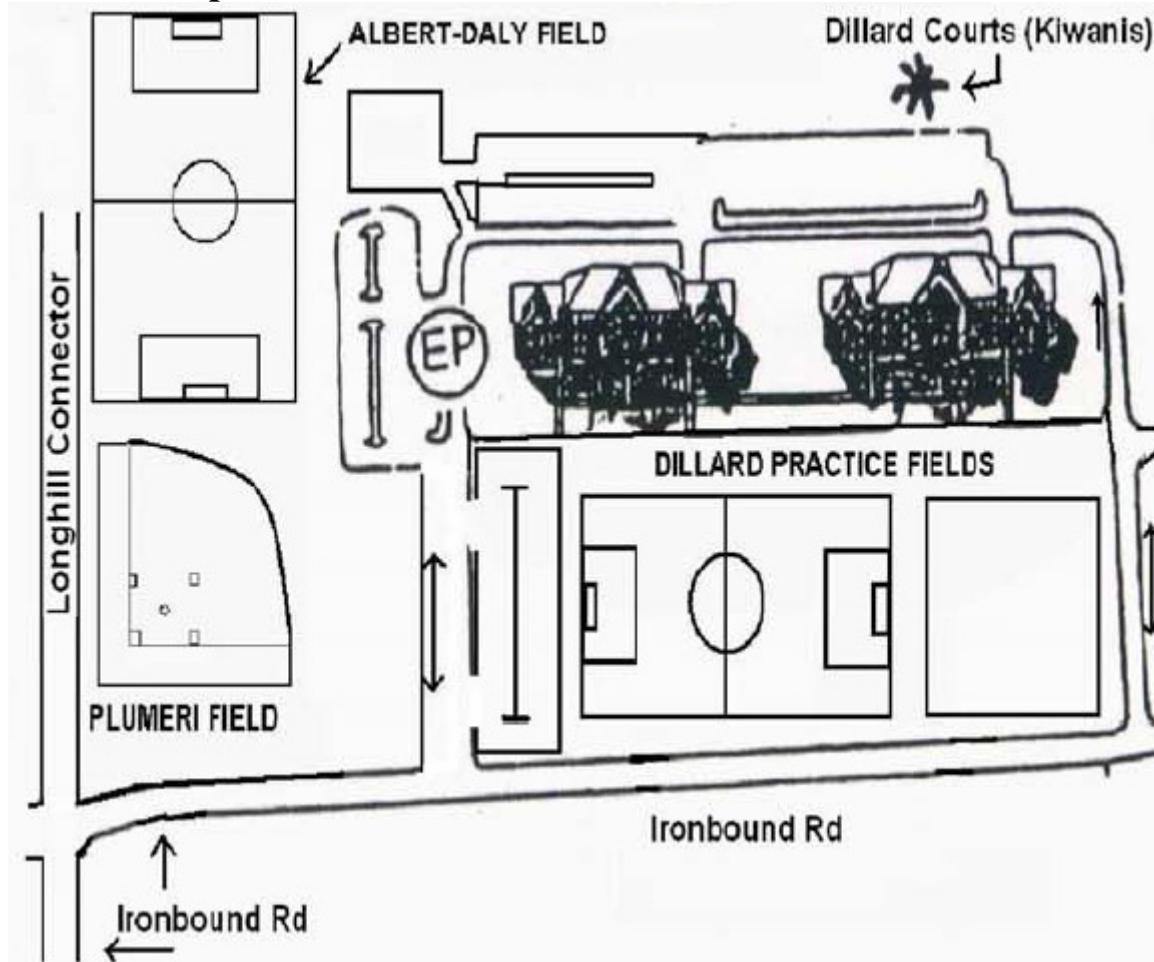 ALBERT-DALY FIELD
Dillard Courts (Kiwanis)
Longhill Connector
EP
DILLARD PRACTICE FIELDS
PLUMERI FIELD
Ironbound Rd
Ironbound Rd